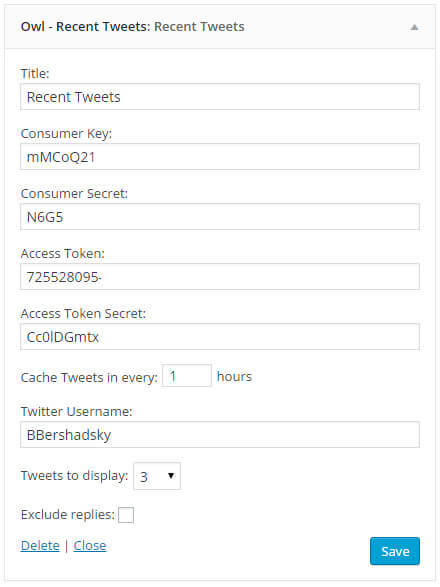 Owl - Recent Tweets: Recent Tweets
Title:
Recent Tweets
Consumer Key:
mMCoQ21
Consumer Secret:
N6G5
Access Token:
725528095-
Access Token Secret:
Cc0lDGmtx
Cache Tweets in every: 1 hours
Twitter Username:
BBershadsky
Tweets to display: 3
Exclude replies:
Delete | Close
Save